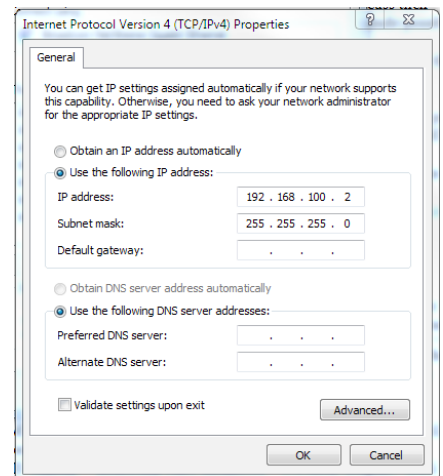 Internet Protocol Version 4 (TCP/IPv4) Properties
General
You can get IP settings assigned automatically if your network supports
this capability. Otherwise, you need to ask your network administrator
for the appropriate IP settings.
Obtain an IP address automatically
Use the following IP address:
IP address: 192 . 168 . 100 . 2
Subnet mask: 255 . 255 . 255 . 0
Default gateway: . . .
Obtain DNS server address automatically
Use the following DNS server addresses:
Preferred DNS server: . . .
Alternate DNS server: . . .
Validate settings upon exit
Advanced...
OK Cancel